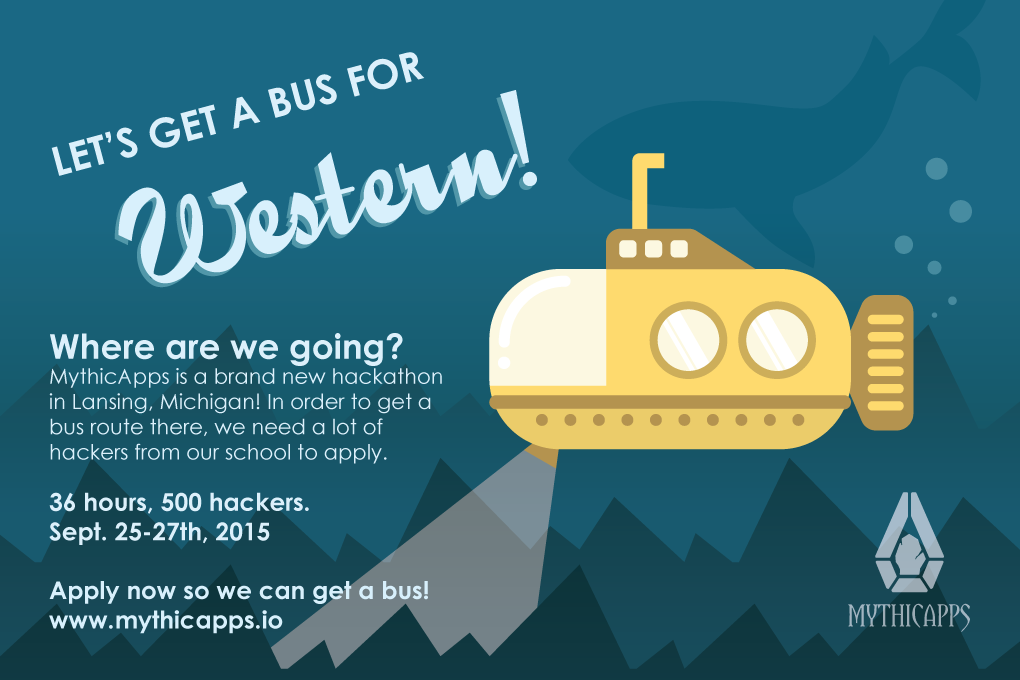 LET'S GET A BUS FOR
Western!
Where are we going?
MythicApps is a brand new hackathon
in Lansing, Michigan! In order to get a
bus route there, we need a lot of
hackers from our school to apply.
36 hours, 500 hackers.
Sept. 25-27th, 2015
Apply now so we can get a bus!
www.mythicapps.io
MYTHICAPPS